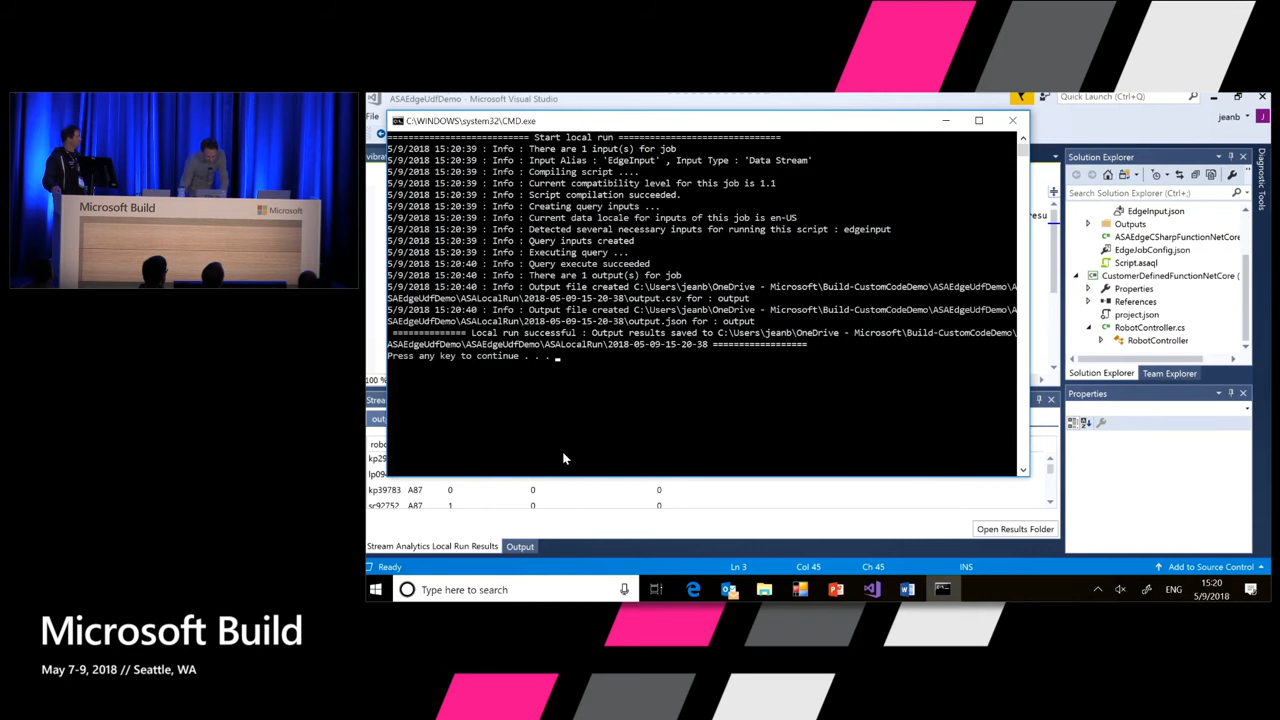 Microsoft Build
Microsoft
Microsoft Build
May 7-9, 2018 // Seattle, WA
ASAEdgeUdfDemo - Microsoft Visual Studio
Quick Launch (Ctrl+Q)
File
jeanb
C:\WINDOWS\system32\CMD.exe
=========================== Start local run ==============================
5/9/2018 15:20:39 : Info : There are 1 input(s) for job
5/9/2018 15:20:39 : Info : Input Alias : 'EdgeInput' , Input Type : 'Data Stream'
5/9/2018 15:20:39 : Info : Compiling script ....
5/9/2018 15:20:39 : Info : Current compatibility level for this job is 1.1
5/9/2018 15:20:39 : Info : Script compilation succeeded.
5/9/2018 15:20:39 : Info : Creating query inputs ...
5/9/2018 15:20:39 : Info : Current data locale for inputs of this job is en-US
5/9/2018 15:20:39 : Info : Detected several necessary inputs for running this script : edgeinput
5/9/2018 15:20:39 : Info : Query inputs created
5/9/2018 15:20:39 : Info : Executing query ...
5/9/2018 15:20:39 : Info : Query execute succeeded
5/9/2018 15:20:40 : Info : There are 1 output(s) for job
5/9/2018 15:20:40 : Info : Output file created C:\Users\jeanb\OneDrive - Microsoft\Build-CustomCodeDemo\ASAEdgeUdfDemo\A
SAEdgeUdfDemo\ASALocalRun\2018-05-09-15-20-38\output.csv for : output
5/9/2018 15:20:40 : Info : Output file created C:\Users\jeanb\OneDrive - Microsoft\Build-CustomCodeDemo\ASAEdgeUdfDemo\A
SAEdgeUdfDemo\ASALocalRun\2018-05-09-15-20-38\output.json for : output
============== Local run successful : Output results saved to C:\Users\jeanb\OneDrive - Microsoft\Build-CustomCodeDemo\
ASAEdgeUdfDemo\ASAEdgeUdfDemo\ASALocalRun\2018-05-09-15-20-38 ==================
Press any key to continue . . . _
vibra
resu
100 %
Stream
out
robo
kp29
lp09
kp39783 A87 0 0 0
sc92752 1 0 0
Open Results Folder
Stream Analytics Local Run Results
Output
Solution Explorer
Search Solution Explorer (Ctrl+;)
EdgeInput.json
Outputs
ASAEdgeCSharpFunctionNetCore
EdgeJobConfig.json
Script.asaql
CustomerDefinedFunctionNetCore (
Properties
References
project.json
RobotController.cs
RobotController
Solution Explorer
Team Explorer
Properties
Diagnostic Tools
Ready
Ln 3
Col 45
Ch 45
INS
Add to Source Control
Type here to search
ENG
15:20
5/9/2018